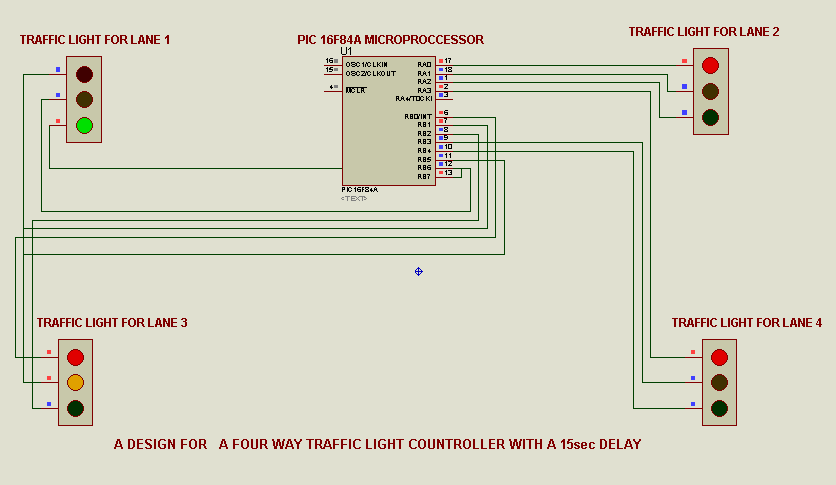 TRAFFIC LIGHT FOR LANE 1
PIC 16F84A MICROPROCCESSOR
TRAFFIC LIGHT FOR LANE 2
U1
16 OSC1/CLKIN RA0 17
15 OSC2/CLKOUT RA1 18
RA2 1
4 MCLR RA3 2
RA4/T0CKI 3
RB0/INT 6
RB1 7
RB2 8
RB3 9
RB4 10
RB5 11
RB6 12
RB7 13
PIC16F84A
<TEXT>
TRAFFIC LIGHT FOR LANE 3
TRAFFIC LIGHT FOR LANE 4
A DESIGN FOR A FOUR WAY TRAFFIC LIGHT COUNTROLLER WITH A 15sec DELAY